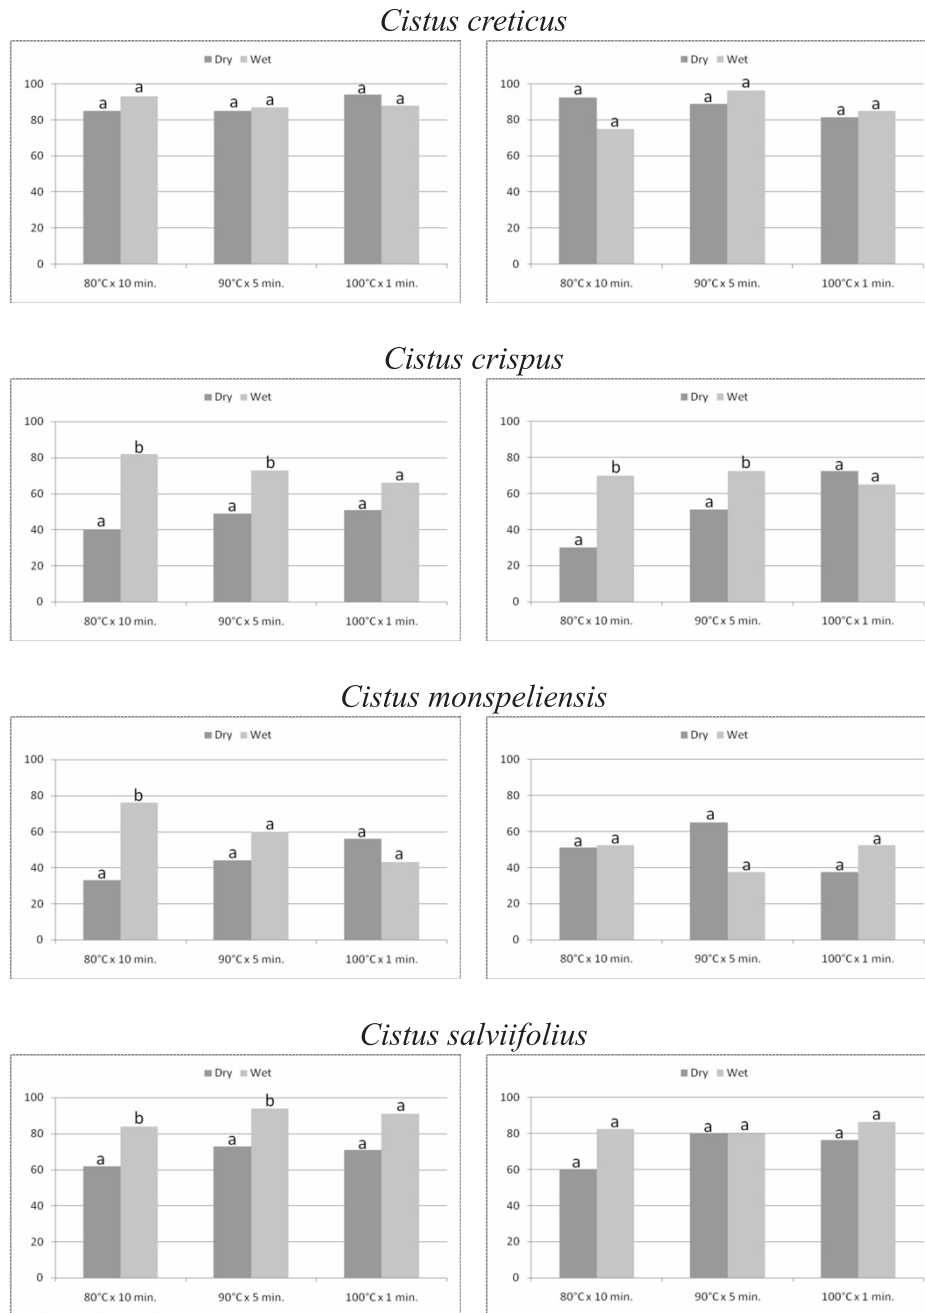 Cistus creticus
Dry Wet
100
80
60
40
20
0
a a a a a a
80°C x 10 min. 90°C x 5 min. 100°C x 1 min.
Dry Wet
100
80
60
40
20
0
a a a a a a
80°C x 10 min. 90°C x 5 min. 100°C x 1 min.
Cistus crispus
Dry Wet
100
80
60
40
20
0
a b a b a a
80°C x 10 min. 90°C x 5 min. 100°C x 1 min.
Dry Wet
100
80
60
40
20
0
a b a b a a
80°C x 10 min. 90°C x 5 min. 100°C x 1 min.
Cistus monspeliensis
Dry Wet
100
80
60
40
20
0
a b a a a a
80°C x 10 min. 90°C x 5 min. 100°C x 1 min.
Dry Wet
100
80
60
40
20
0
a a a a a a
80°C x 10 min. 90°C x 5 min. 100°C x 1 min.
Cistus salviifolius
Dry Wet
100
80
60
40
20
0
a b a b a a
80°C x 10 min. 90°C x 5 min. 100°C x 1 min.
Dry Wet
100
80
60
40
20
0
a a a a a a
80°C x 10 min. 90°C x 5 min. 100°C x 1 min.